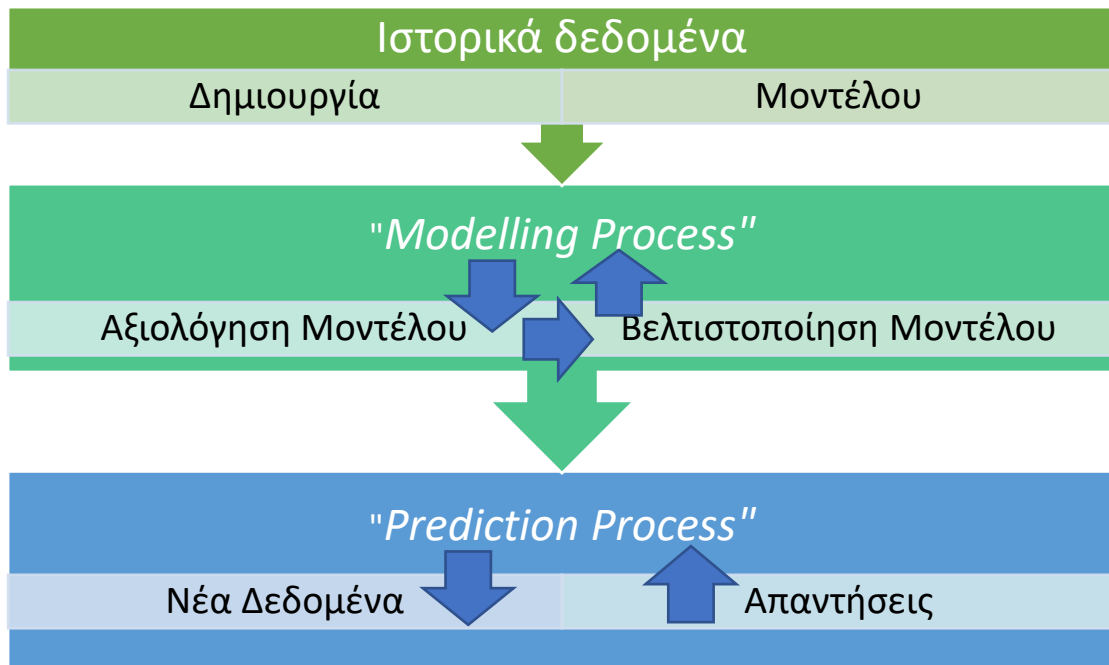 Ιστορικά δεδομένα
Δημιουργία Μοντέλου
"Modelling Process"
Αξιολόγηση Μοντέλου Βελτιστοποίηση Μοντέλου
"Prediction Process"
Νέα Δεδομένα Απαντήσεις